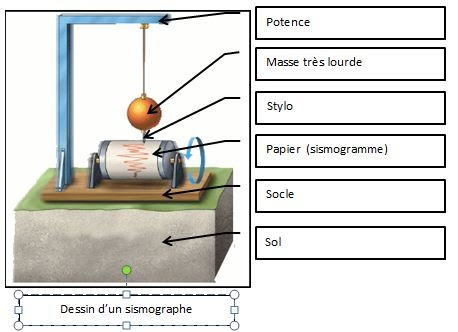 Potence
Masse très lourde
Stylo
Papier (sismogramme)
Socle
Sol
Dessin d'un sismographe